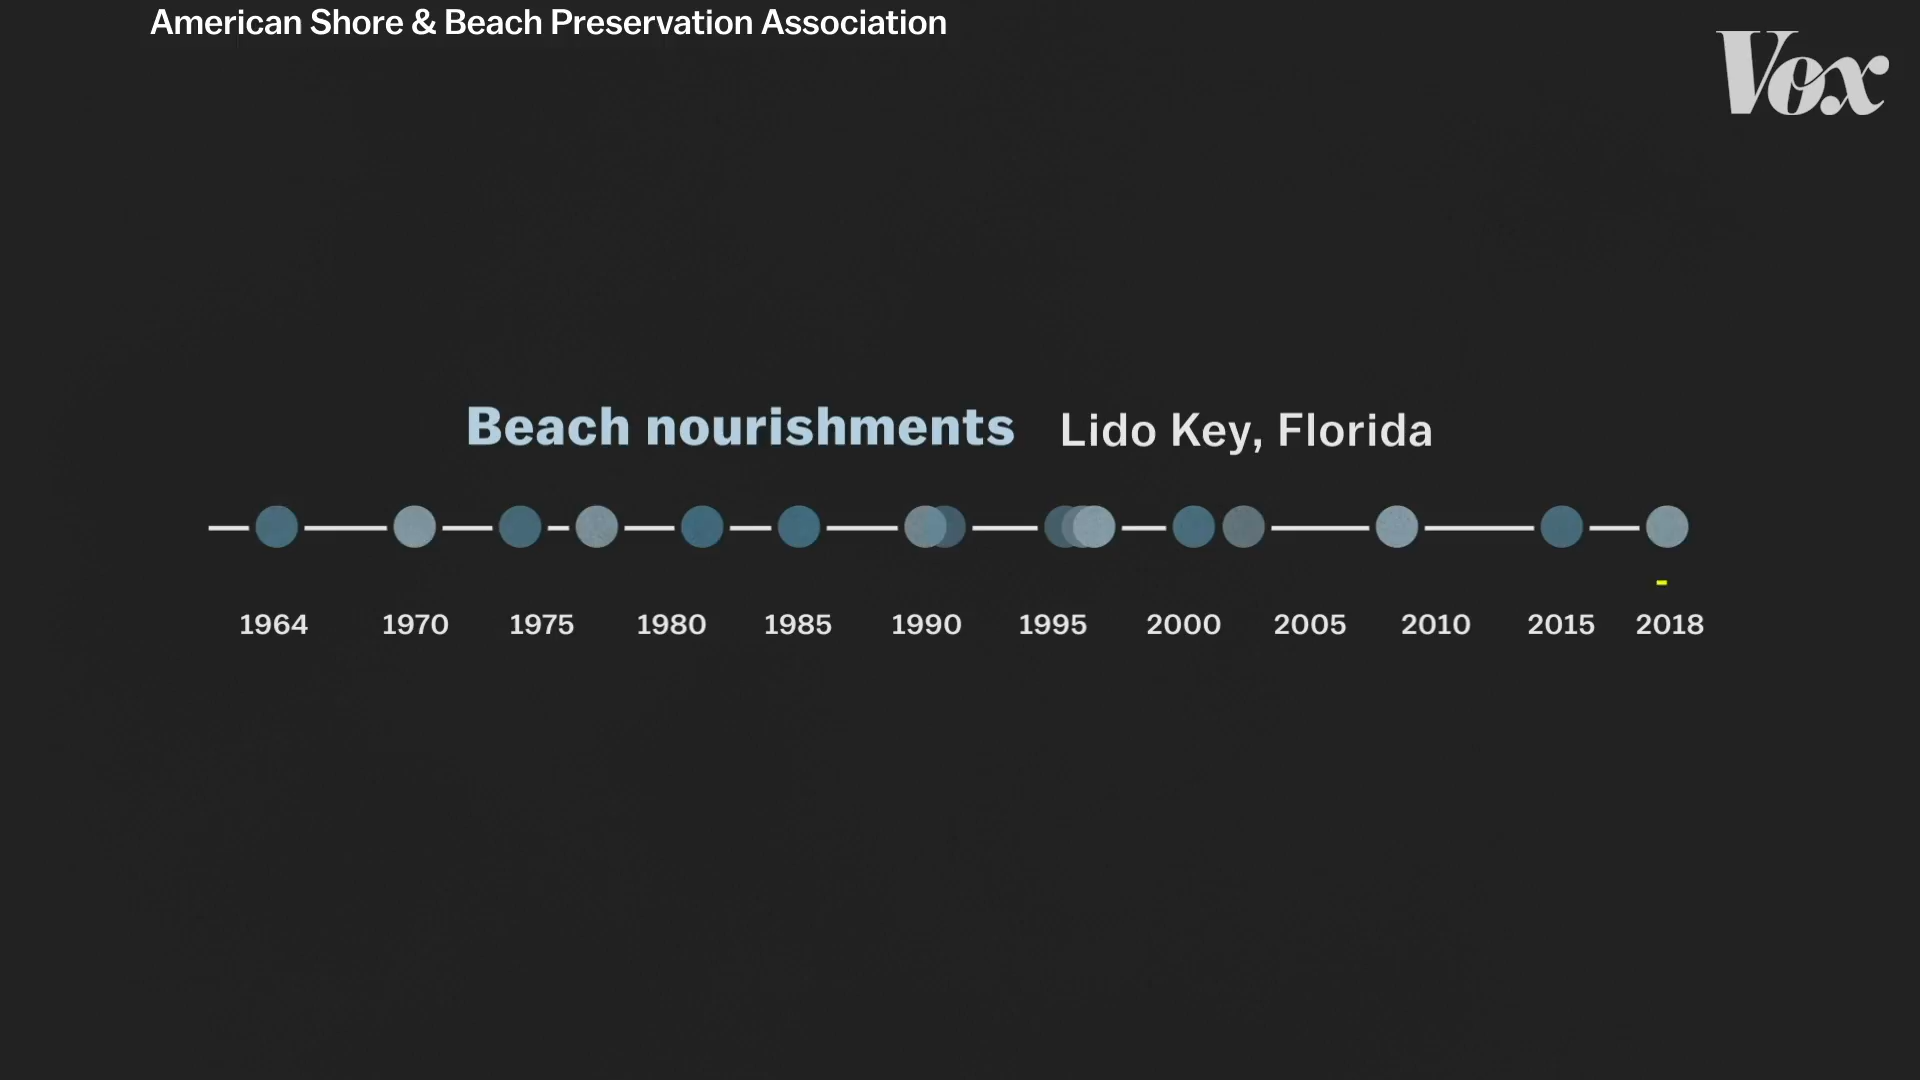 American Shore & Beach Preservation Association
Vox
Beach nourishments Lido Key, Florida
1964 1970 1975 1980 1985 1990 1995 2000 2005 2010 2015 2018